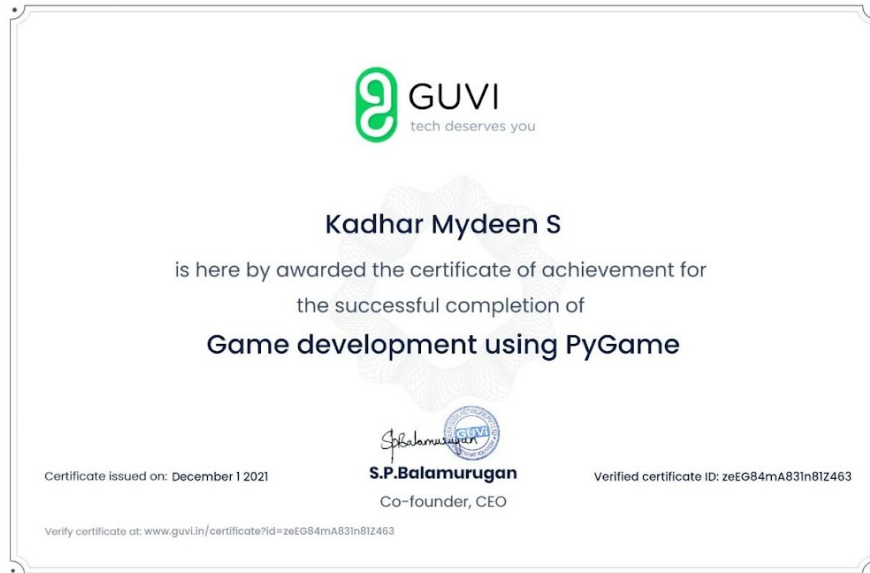 GUVI
tech deserves you
Kadhar Mydeen S
is here by awarded the certificate of achievement for
the successful completion of
Game development using PyGame
SpBalamurugan
GUVI
Certificate issued on: December 1 2021
S.P.Balamurugan
Co-founder, CEO
Verified certificate ID: zeEG84mA831n81Z463
Verify certificate at: www.guvi.in/certificate?id=zeEG84mA831n81Z463